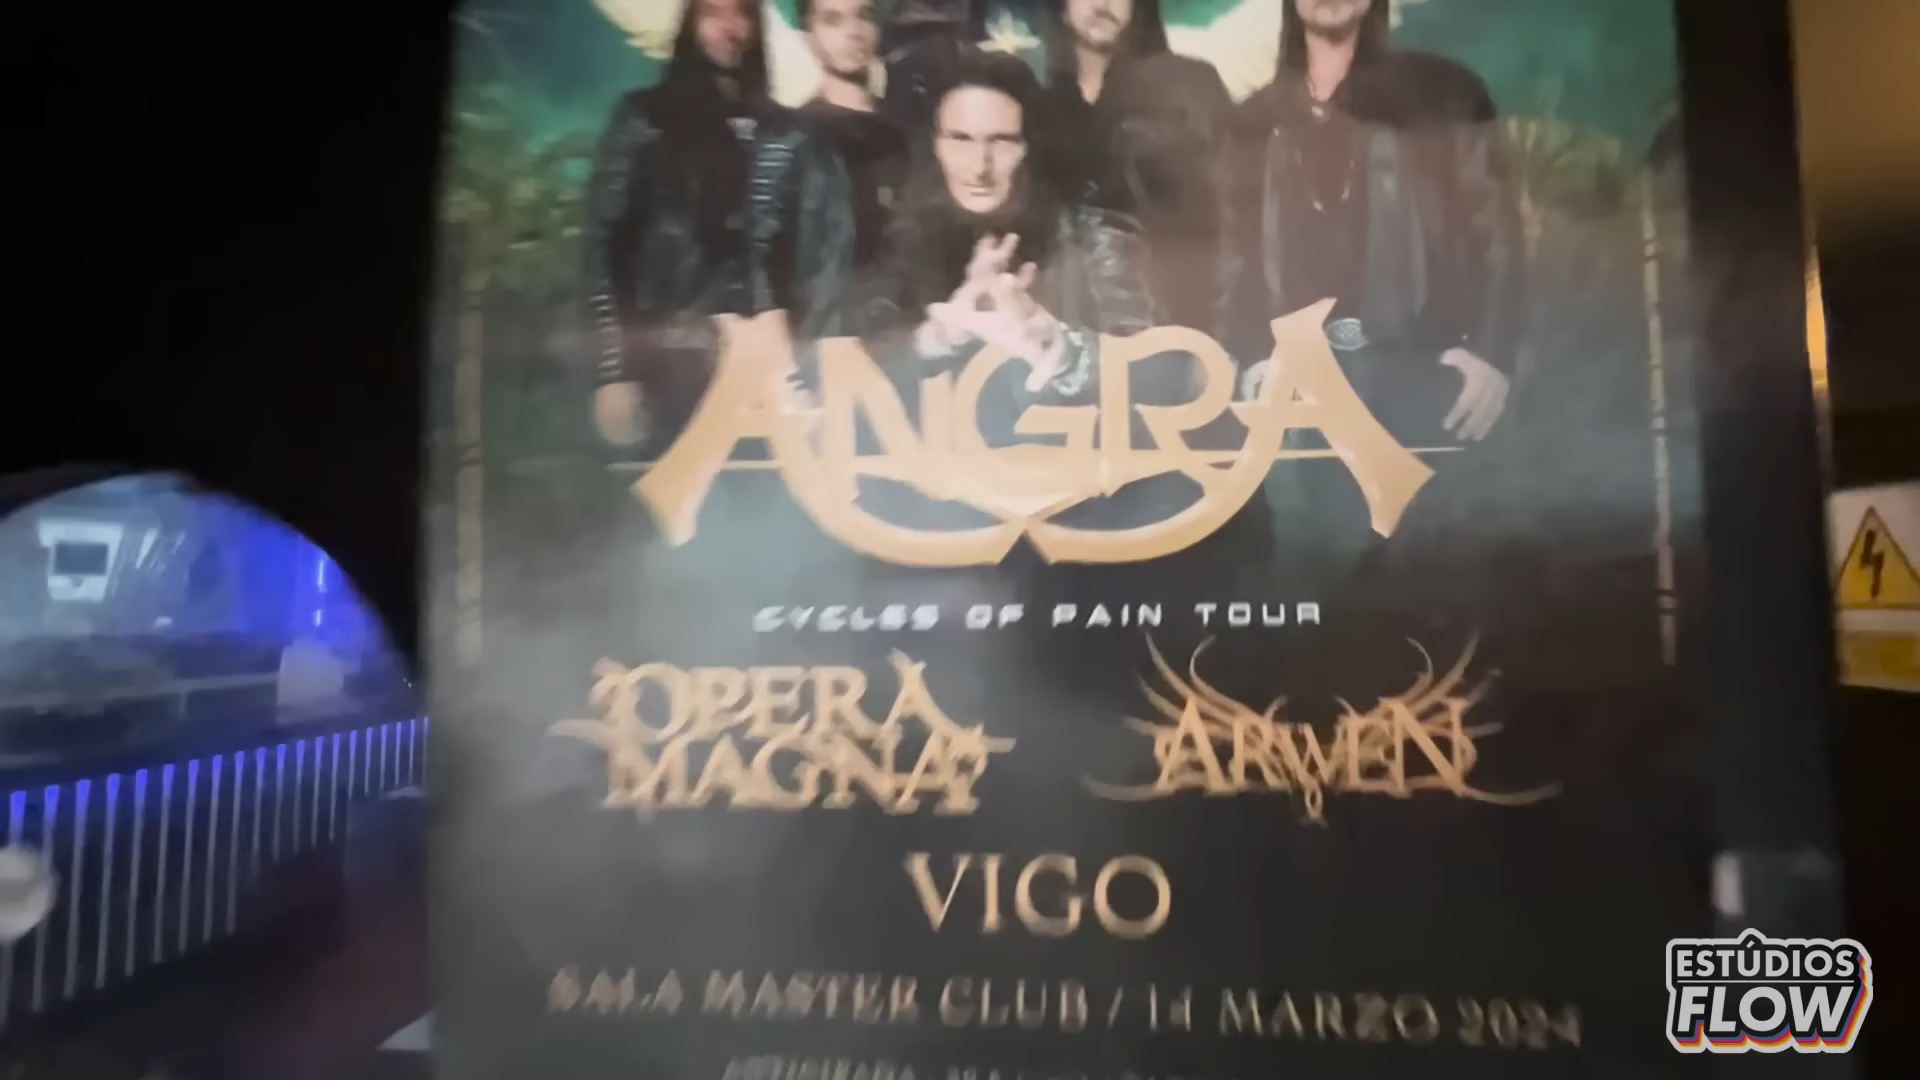 ANGRA
CYCLES OF PAIN TOUR
OPERA
MAGNA
ARWEN
VIGO
SALA MASTER CLUB / 14 MARZO 2024
ESTÚDIOS
FLOW